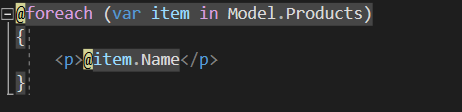 @foreach (var item in Model.Products)
{
<p>@item.Name</p>
}